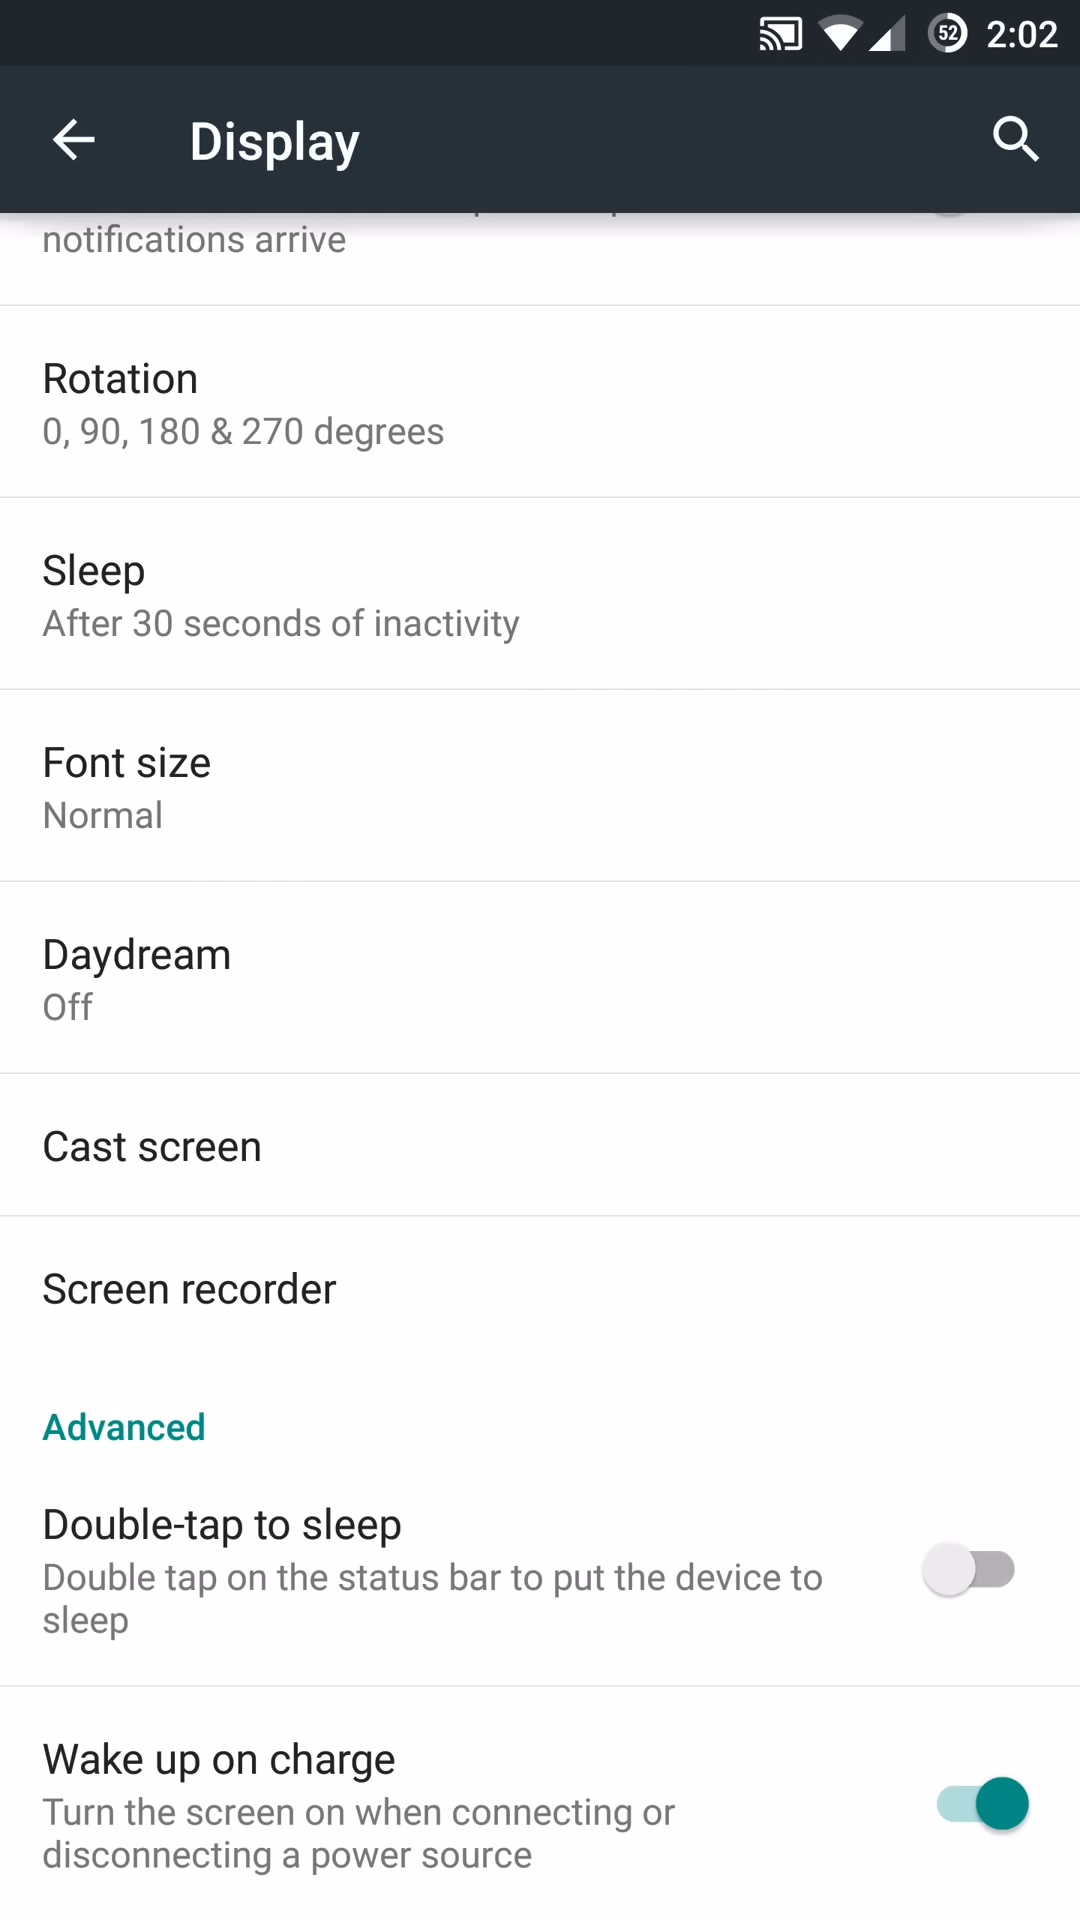 52 2:02
Display
notifications arrive
Rotation
0, 90, 180 & 270 degrees
Sleep
After 30 seconds of inactivity
Font size
Normal
Daydream
Off
Cast screen
Screen recorder
Advanced
Double-tap to sleep
Double tap on the status bar to put the device to
sleep
Wake up on charge
Turn the screen on when connecting or
disconnecting a power source